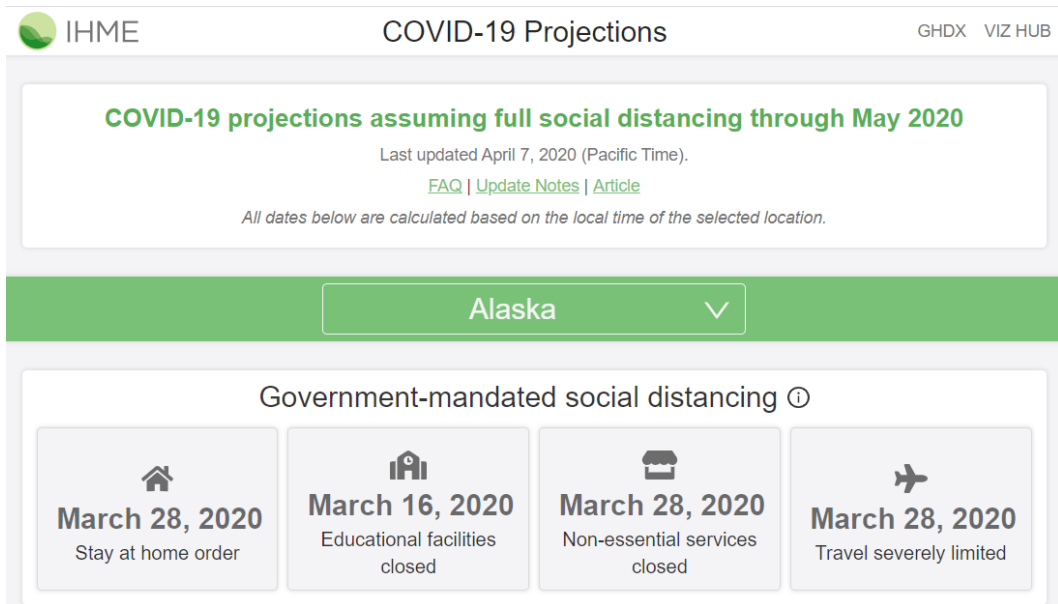 IHME
COVID-19 Projections
GHDX VIZ HUB
COVID-19 projections assuming full social distancing through May 2020
Last updated April 7, 2020 (Pacific Time).
FAQ | Update Notes | Article
All dates below are calculated based on the local time of the selected location.
Alaska
Government-mandated social distancing
March 28, 2020
Stay at home order
March 16, 2020
Educational facilities
closed
March 28, 2020
Non-essential services
closed
March 28, 2020
Travel severely limited